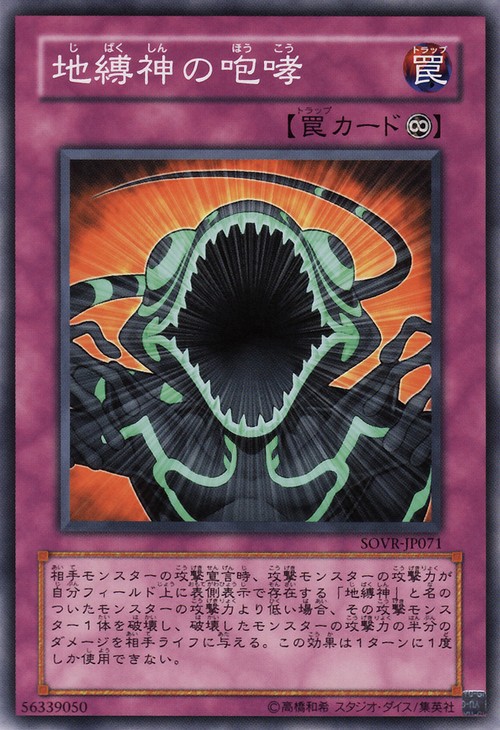 地縛神の咆哮
罠
【罠カード】
SOVR-JP071
相手モンスターの攻撃宣言時、攻撃モンスターの攻撃力が
自分フィールド上に表側表示で存在する「地縛神」と名の
ついたモンスターの攻撃力より低い場合、その攻撃モンス
ター1体を破壊し、破壊したモンスターの攻撃力の半分の
ダメージを相手ライフに与える。この効果は1ターンに1度
しか使用できない。
56339050
©高橋和希 スタジオ・ダイス/集英社